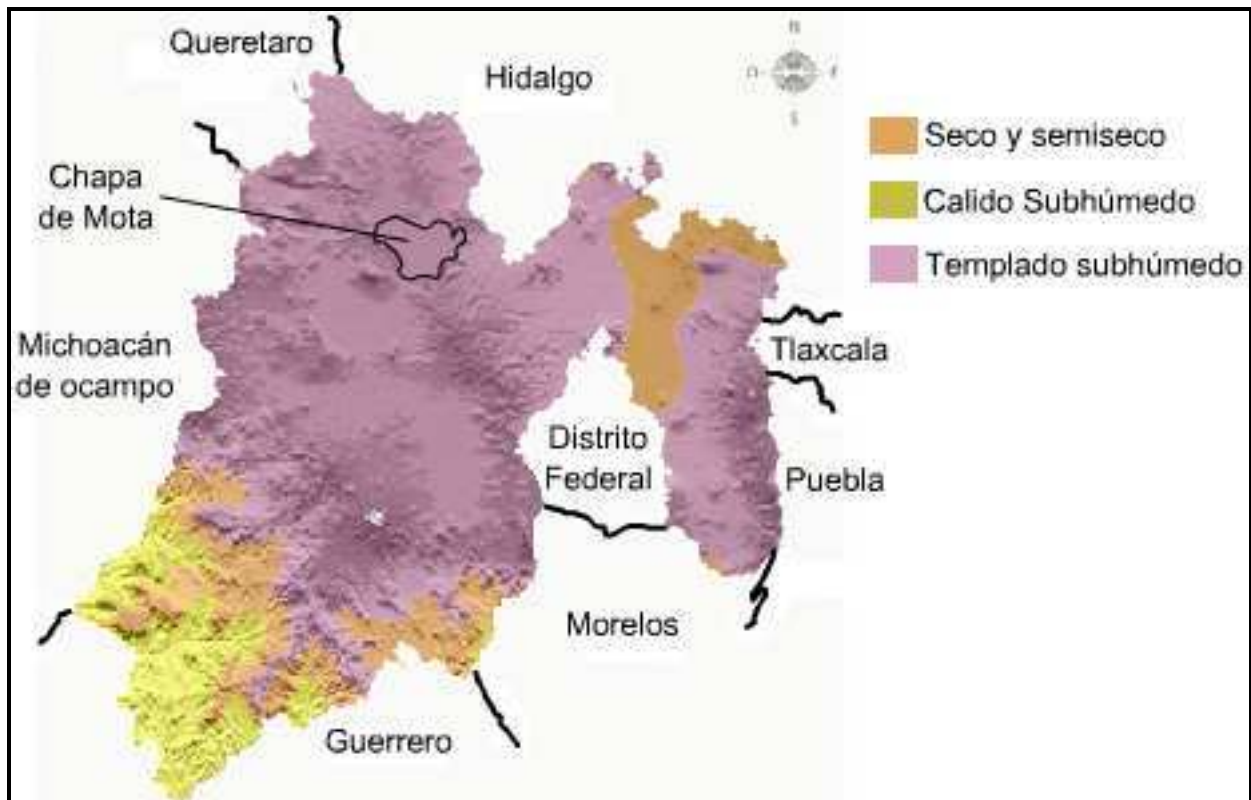 Queretaro
Hidalgo
N
S
Seco y semiseco
Chapa
de Mota
Calido Subhúmedo
Templado subhúmedo
Michoacán
de ocampo
Tlaxcala
Distrito
Federal
Puebla
Morelos
Guerrero